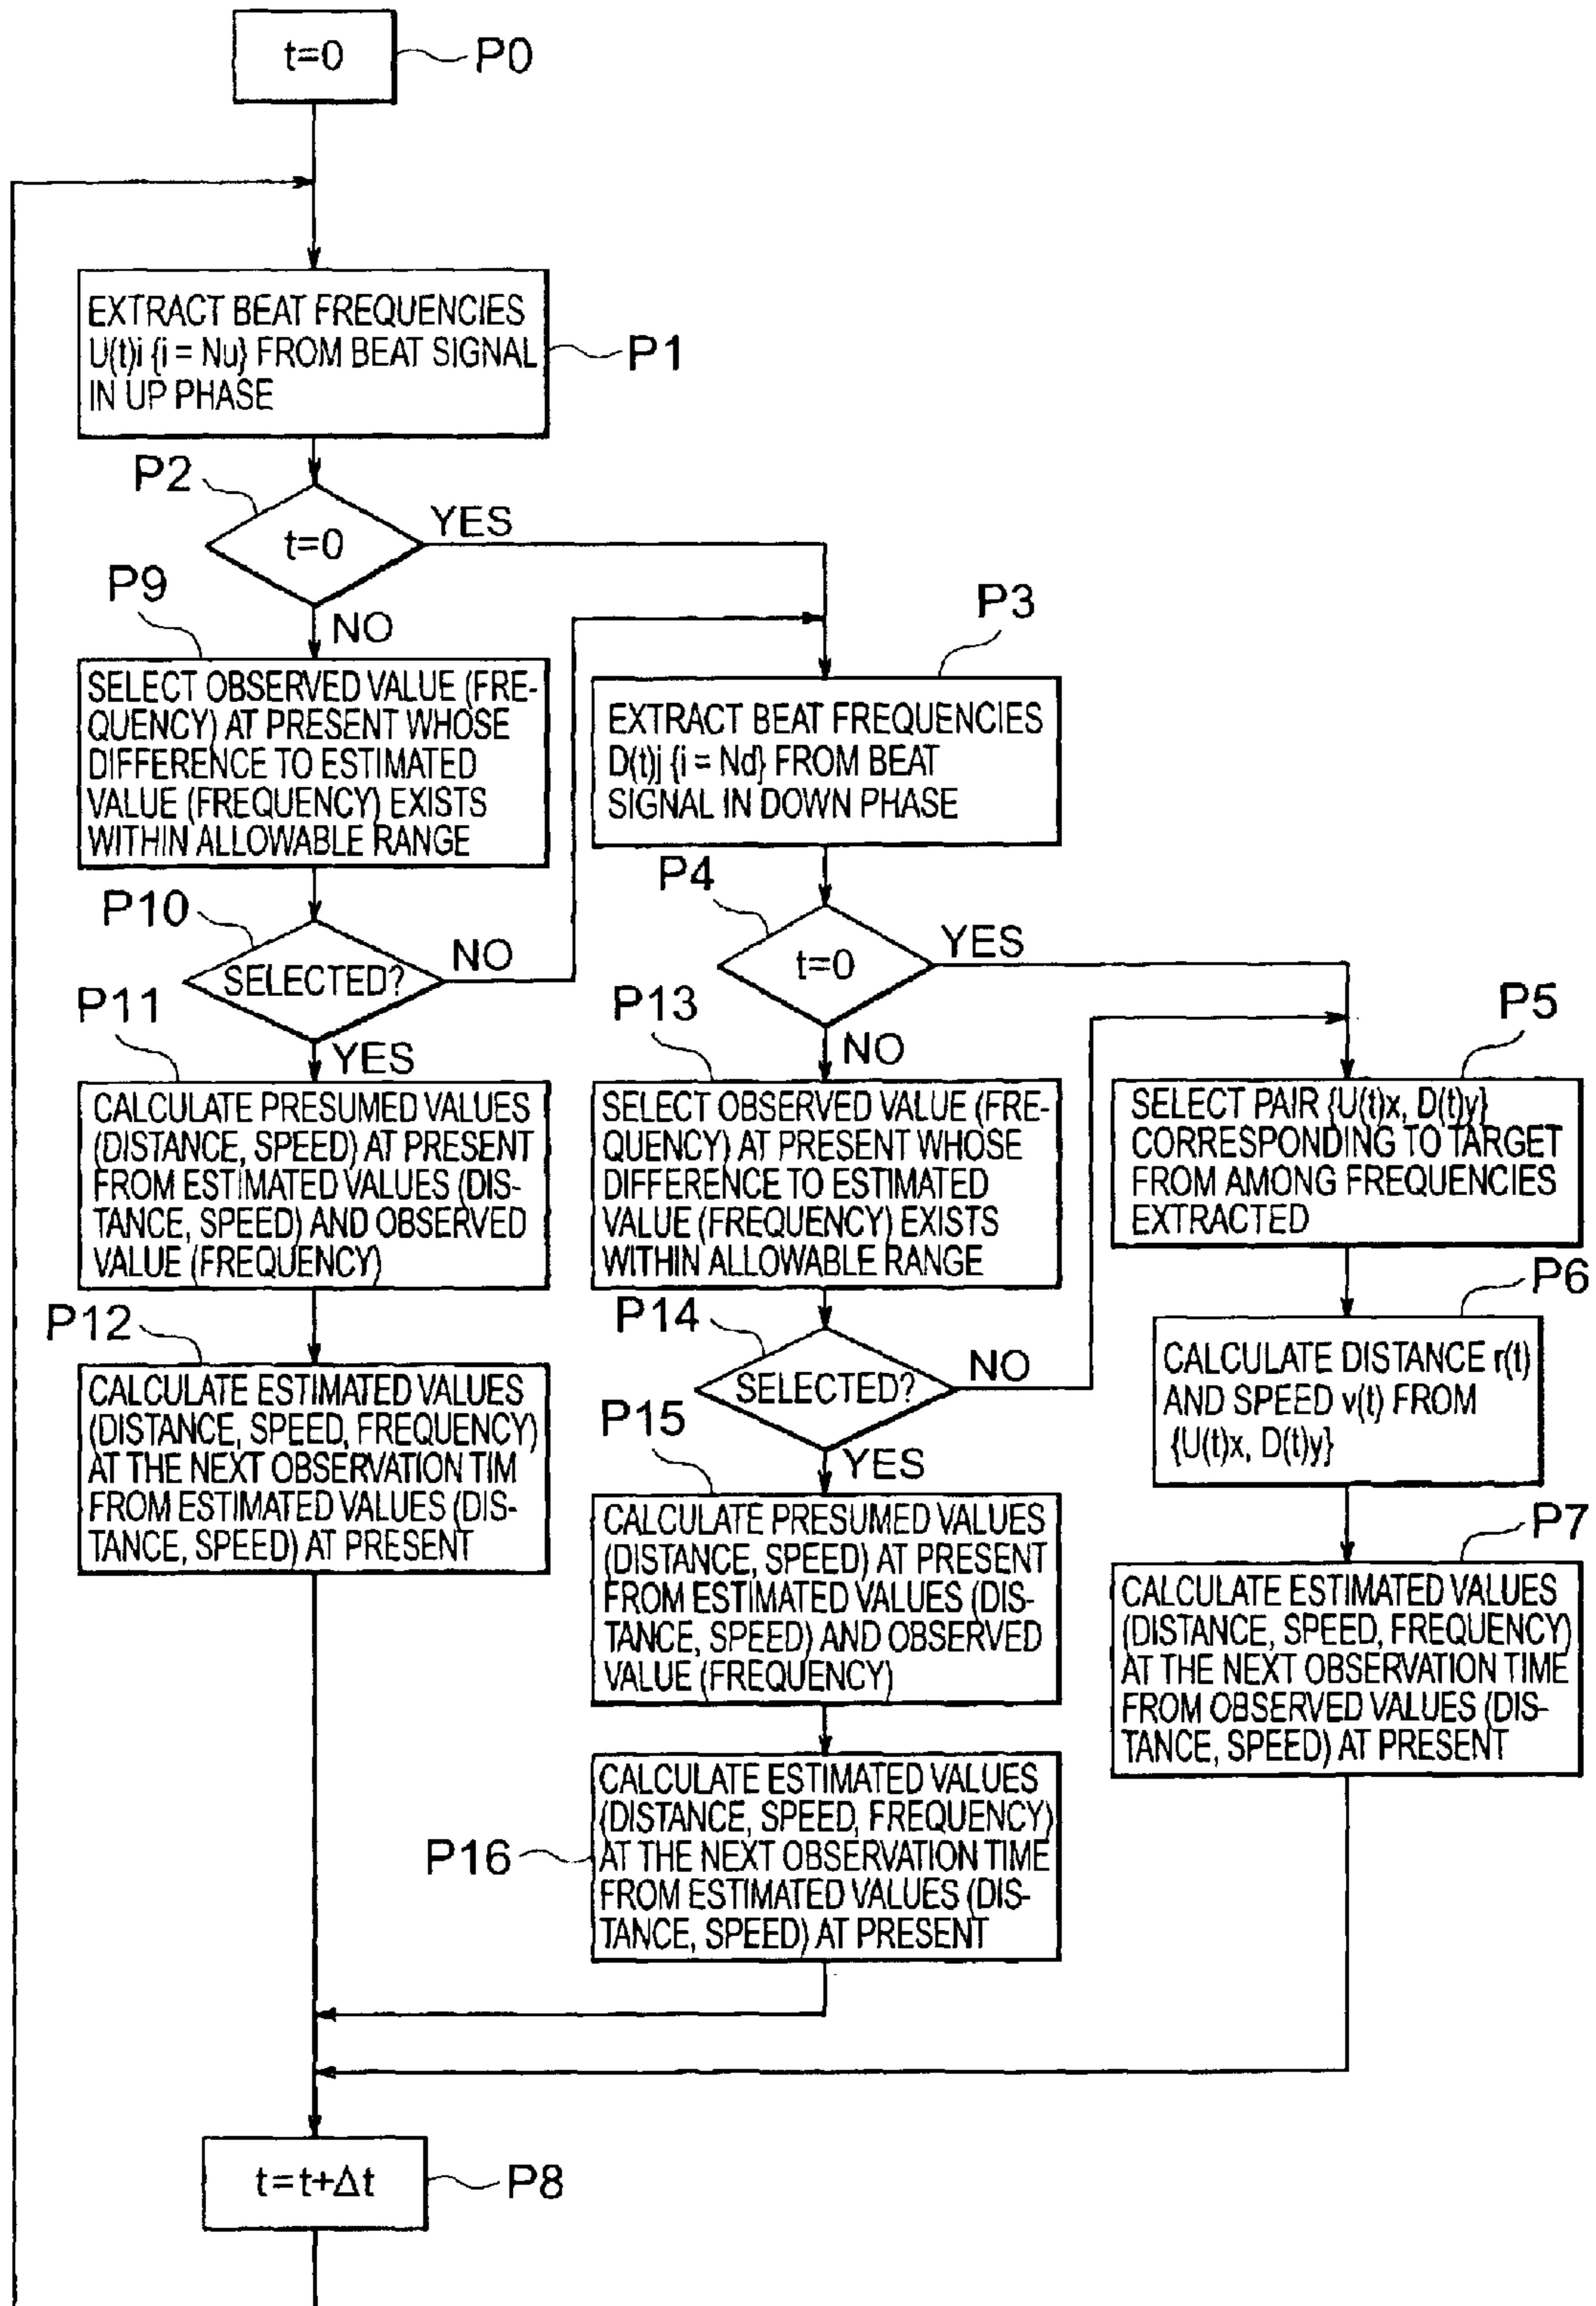 t=0
P0
EXTRACT BEAT FREQUENCIES
U(t)i {i = Nu} FROM BEAT SIGNAL
IN UP PHASE
P1
P2
t=0
YES
NO
P9
SELECT OBSERVED VALUE (FRE-
QUENCY) AT PRESENT WHOSE
DIFFERENCE TO ESTIMATED
VALUE (FREQUENCY) EXISTS
WITHIN ALLOWABLE RANGE
P10
SELECTED?
NO
YES
P11
CALCULATE PRESUMED VALUES
(DISTANCE, SPEED) AT PRESENT
FROM ESTIMATED VALUES (DIS-
TANCE, SPEED) AND OBSERVED
VALUE (FREQUENCY)
P12
CALCULATE ESTIMATED VALUES
(DISTANCE, SPEED, FREQUENCY)
AT THE NEXT OBSERVATION TIM
FROM ESTIMATED VALUES (DIS-
TANCE, SPEED) AT PRESENT
P3
EXTRACT BEAT FREQUENCIES
D(t)j {i = Nd} FROM BEAT
SIGNAL IN DOWN PHASE
P4
t=0
YES
NO
P13
SELECT OBSERVED VALUE (FRE-
QUENCY) AT PRESENT WHOSE
DIFFERENCE TO ESTIMATED
VALUE (FREQUENCY) EXISTS
WITHIN ALLOWABLE RANGE
P14
SELECTED?
NO
YES
P15
CALCULATE PRESUMED VALUES
(DISTANCE, SPEED) AT PRESENT
FROM ESTIMATED VALUES (DIS-
TANCE, SPEED) AND OBSERVED
VALUE (FREQUENCY)
P16
CALCULATE ESTIMATED VALUES
(DISTANCE, SPEED, FREQUENCY)
AT THE NEXT OBSERVATION TIME
FROM ESTIMATED VALUES (DIS-
TANCE, SPEED) AT PRESENT
P5
SELECT PAIR {U(t)x, D(t)y}
CORRESPONDING TO TARGET
FROM AMONG FREQUENCIES
EXTRACTED
P6
CALCULATE DISTANCE r(t)
AND SPEED v(t) FROM
{U(t)x, D(t)y}
P7
CALCULATE ESTIMATED VALUES
(DISTANCE, SPEED, FREQUENCY)
AT THE NEXT OBSERVATION TIME
FROM OBSERVED VALUES (DIS-
TANCE, SPEED) AT PRESENT
t=t+Δt
P8